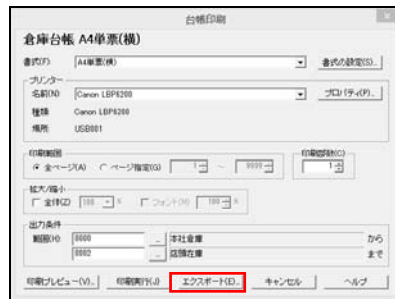 台帳印刷
倉庫台帳 A4単票(横)
書式(F) A4単票(横) 書式の設定(S)...
プリンター
名前(N) Canon LBP6200 プロパティ(P)...
種類 Canon LBP6200
場所 USB001
印刷範囲 印刷部数(C)
全ページ(A) ページ指定(G) 1 ～ 9999 1
拡大/縮小
全体(Z) 100 % フォント(O) 100 %
出力条件
範囲(H) 0000 ... 本社倉庫 から
0002 ... 店頭在庫 まで
印刷プレビュー(V)... 印刷実行(J) エクスポート(E)... キャンセル ヘルプ